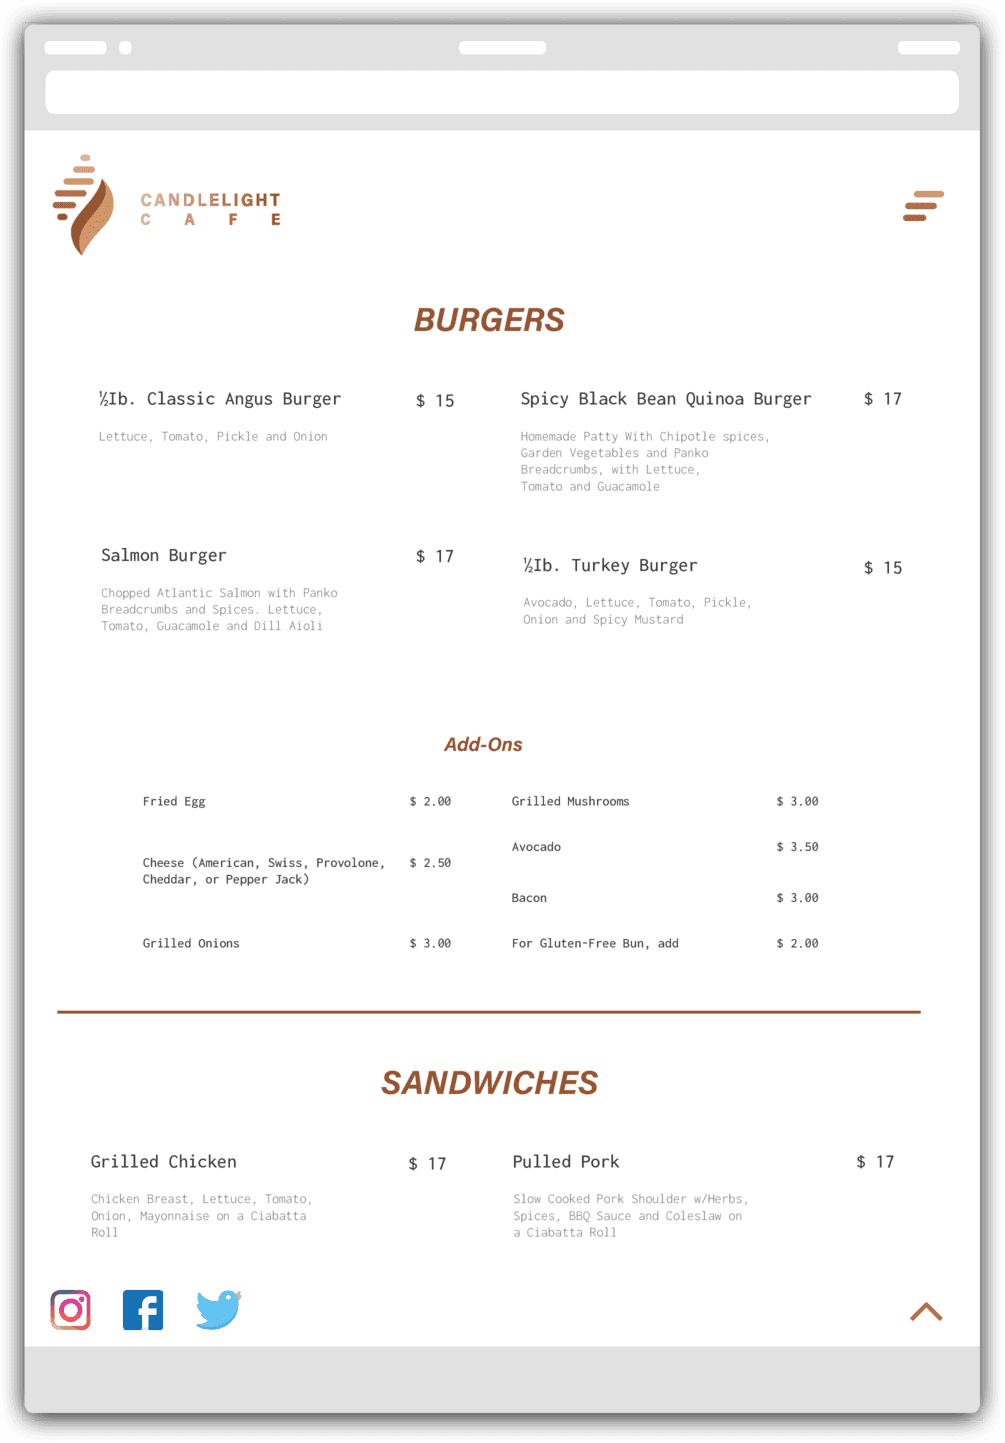 CANDLELIGHT
CAFE
BURGERS
½Ib. Classic Angus Burger $ 15
Lettuce, Tomato, Pickle and Onion
Spicy Black Bean Quinoa Burger $ 17
Homemade Patty With Chipotle spices,
Garden Vegetables and Panko
Breadcrumbs, with Lettuce,
Tomato and Guacamole
Salmon Burger $ 17
Chopped Atlantic Salmon with Panko
Breadcrumbs and Spices. Lettuce,
Tomato, Guacamole and Dill Aioli
½Ib. Turkey Burger $ 15
Avocado, Lettuce, Tomato, Pickle,
Onion and Spicy Mustard
Add-Ons
Fried Egg $ 2.00
Cheese (American, Swiss, Provolone, $ 2.50
Cheddar, or Pepper Jack)
Grilled Onions $ 3.00
Grilled Mushrooms $ 3.00
Avocado $ 3.50
Bacon $ 3.00
For Gluten-Free Bun, add $ 2.00
SANDWICHES
Grilled Chicken $ 17
Chicken Breast, Lettuce, Tomato,
Onion, Mayonnaise on a Ciabatta
Roll
Pulled Pork $ 17
Slow Cooked Pork Shoulder w/Herbs,
Spices, BBQ Sauce and Coleslaw on
a Ciabatta Roll